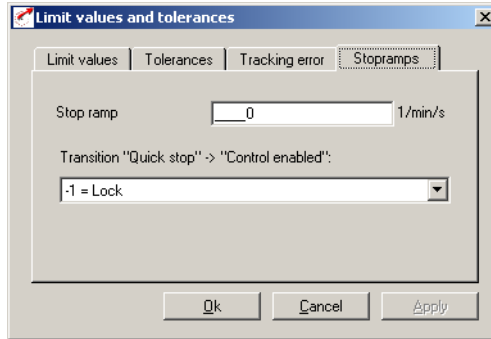 Limit values and tolerances
Limit values Tolerances Tracking error Stopramps
Stop ramp ____0 1/min/s
Transition "Quick stop" -> "Control enabled":
-1 = Lock
Ok Cancel Apply